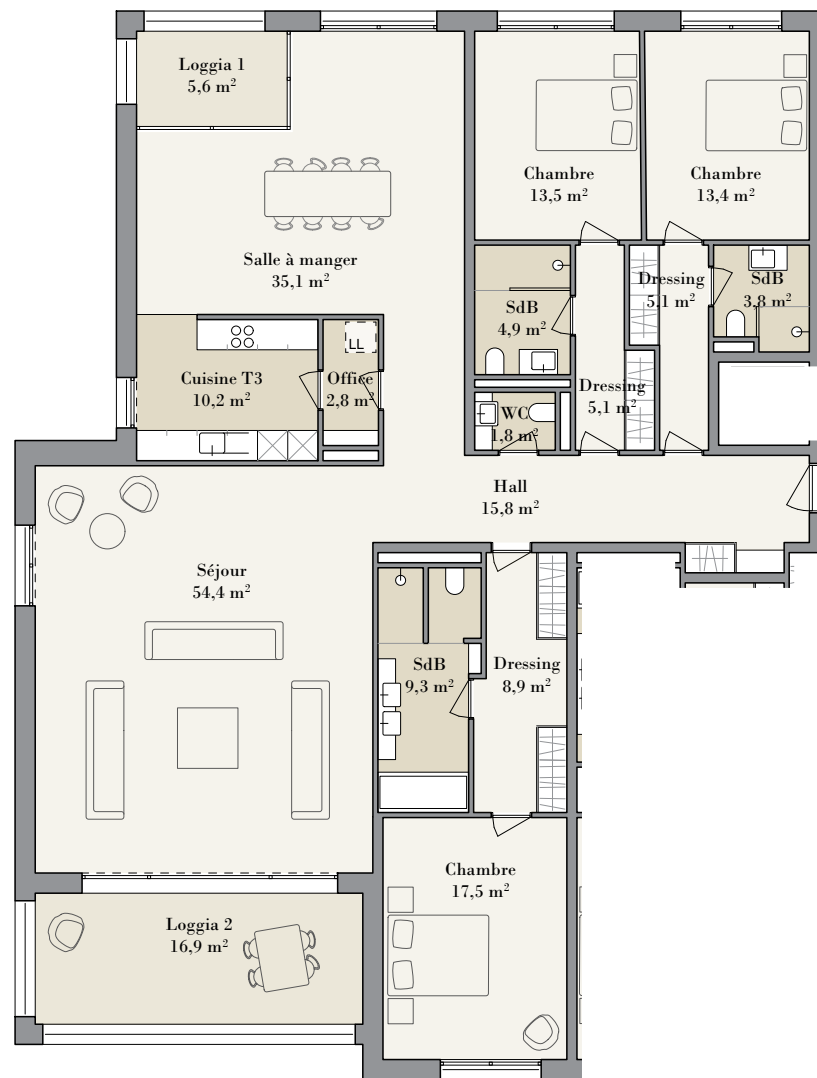 Loggia 1
5,6 m²
Chambre
13,5 m²
Chambre
13,4 m²
Salle à manger
35,1 m²
Dressing
5,1 m²
SdB
3,8 m²
SdB
4,9 m²
LL
Cuisine T3
10,2 m²
Office
2,8 m²
Dressing
5,1 m²
WC
1,8 m²
Hall
15,8 m²
Séjour
54,4 m²
SdB
9,3 m²
Dressing
8,9 m²
Chambre
17,5 m²
Loggia 2
16,9 m²